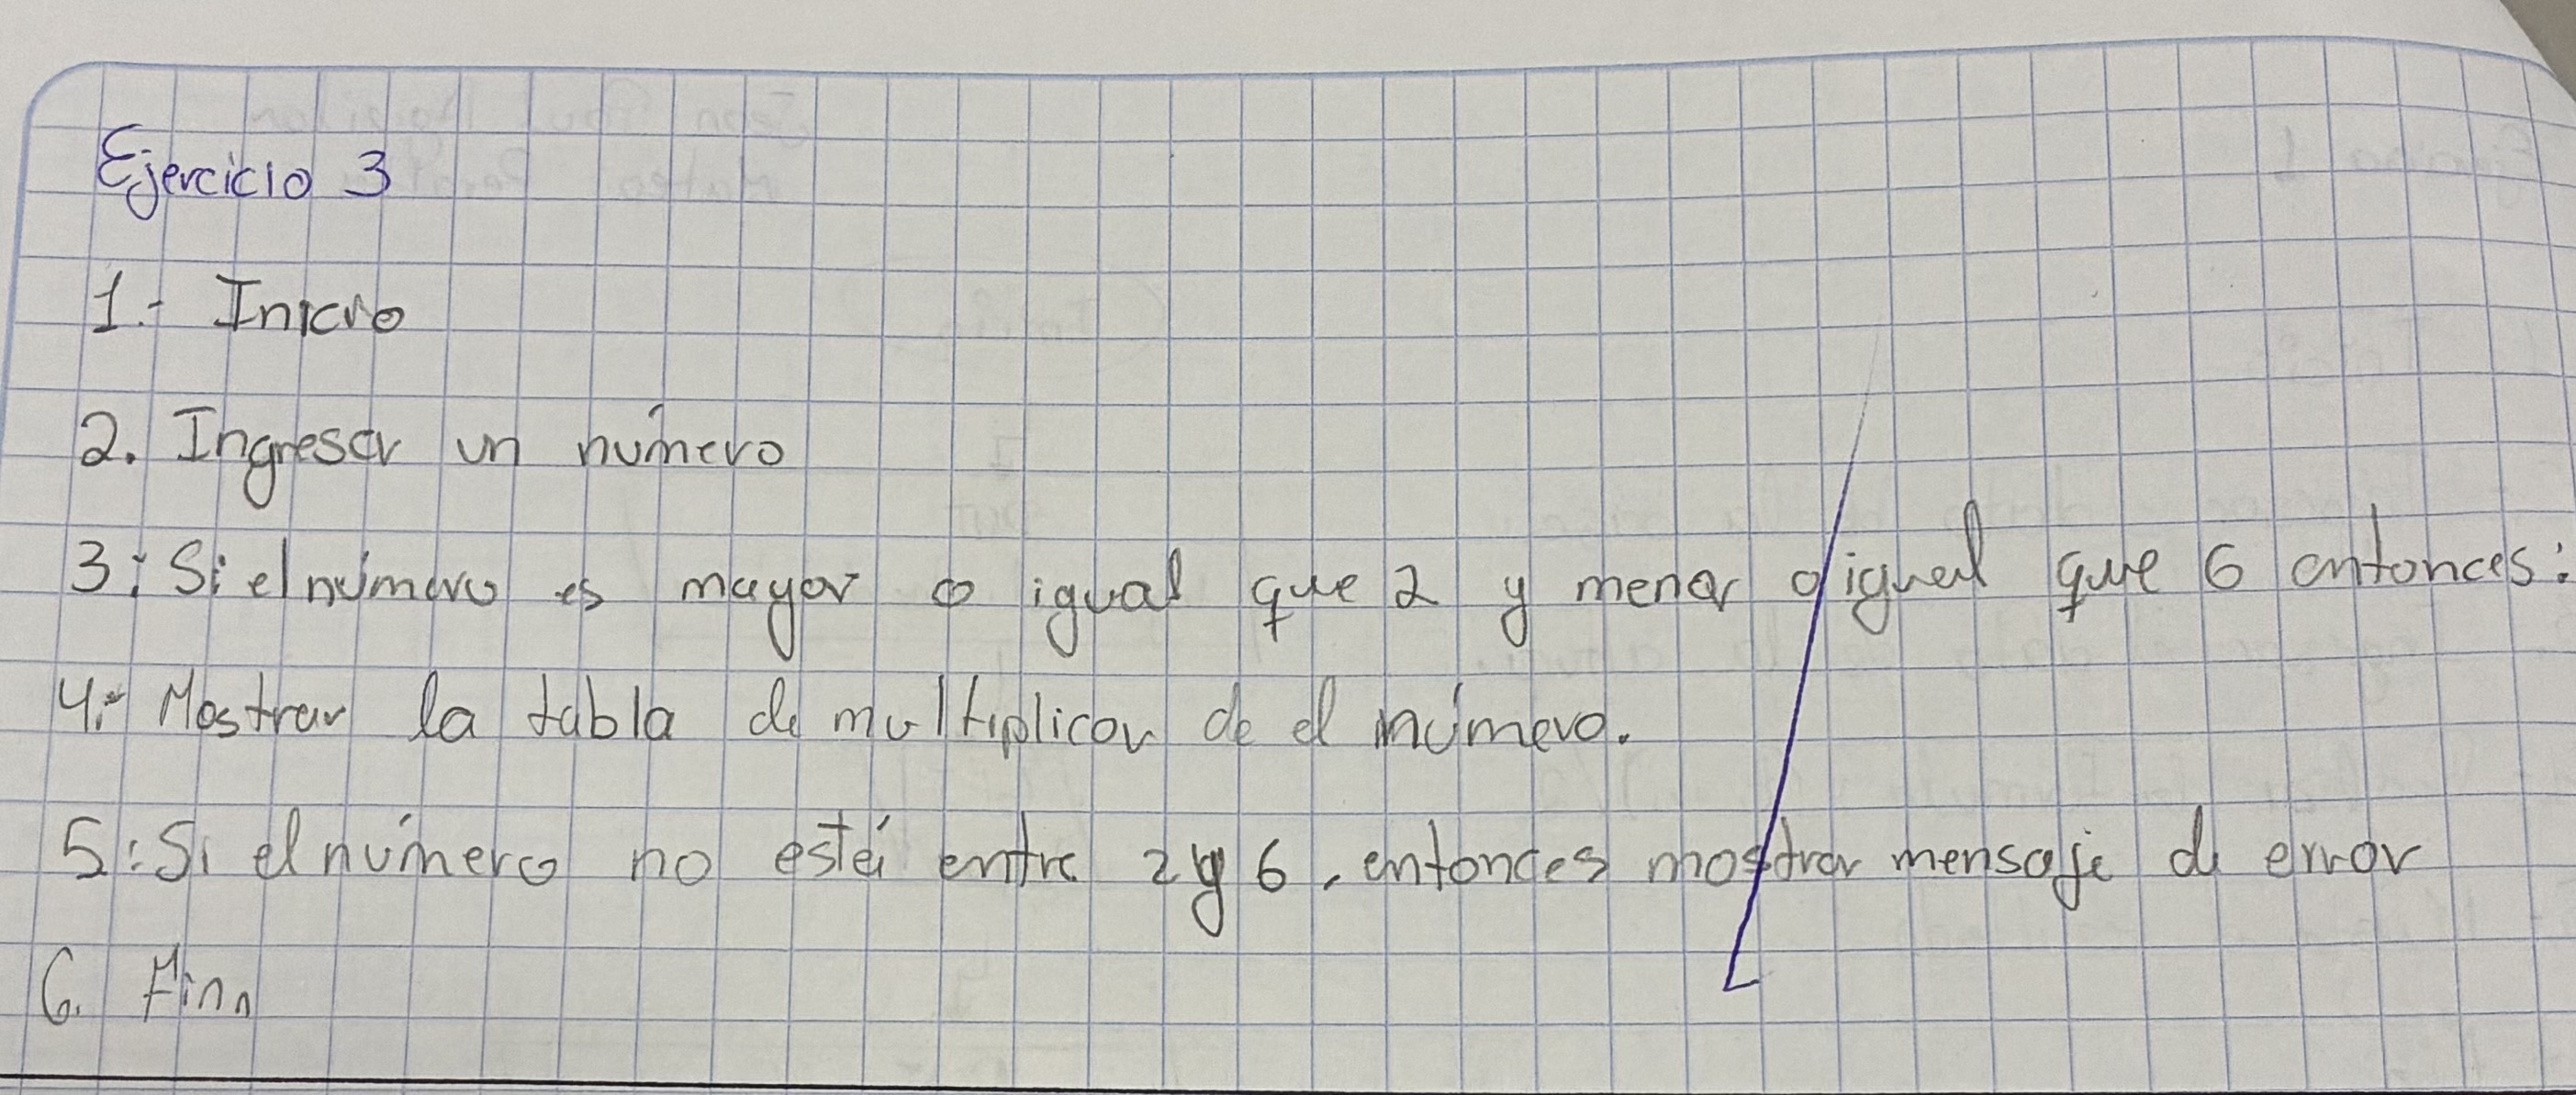 Ejercicio 3
1.- Inicio
2. Ingresar un número
3.- Si el número es mayor o igual que 2 y menor o igual que 6 entonces:
4.- Mostrar la tabla de multiplicar de el número.
5.- Si el número no está entre 2 y 6, entonces mostrar mensaje de error
6. Finn